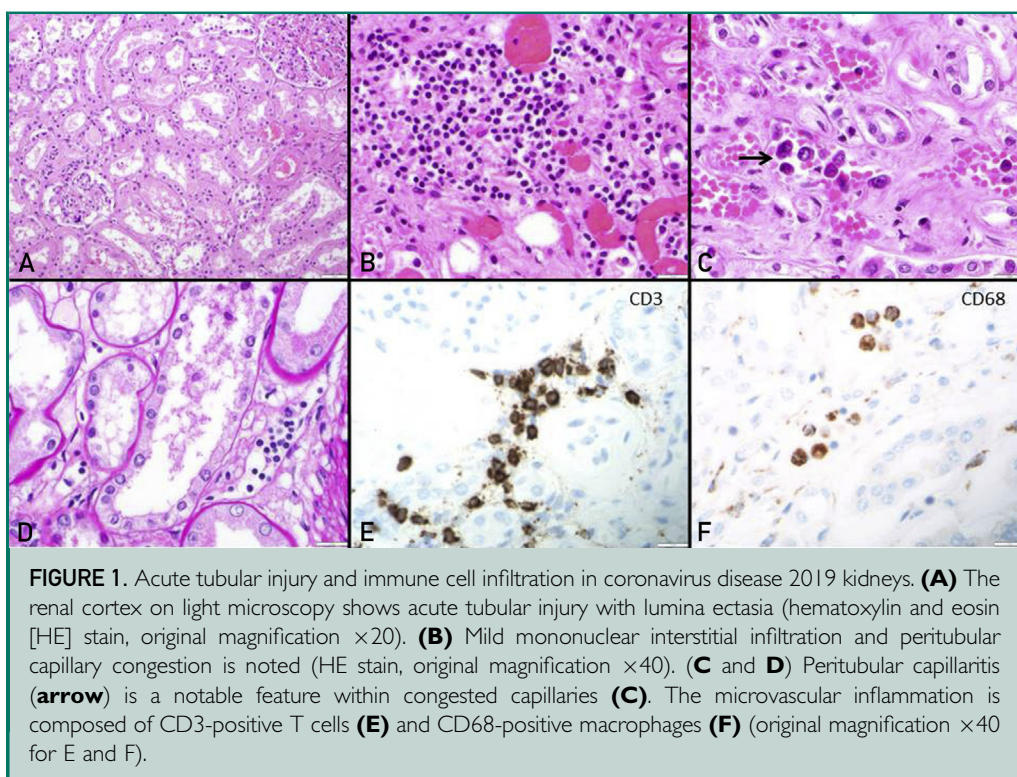 A
B
C
D
CD3
E
CD68
F
FIGURE 1. Acute tubular injury and immune cell infiltration in coronavirus disease 2019 kidneys. (A) The
renal cortex on light microscopy shows acute tubular injury with lumina ectasia (hematoxylin and eosin
[HE] stain, original magnification ×20). (B) Mild mononuclear interstitial infiltration and peritubular
capillary congestion is noted (HE stain, original magnification ×40). (C and D) Peritubular capillaritis
(arrow) is a notable feature within congested capillaries (C). The microvascular inflammation is
composed of CD3-positive T cells (E) and CD68-positive macrophages (F) (original magnification ×40
for E and F).